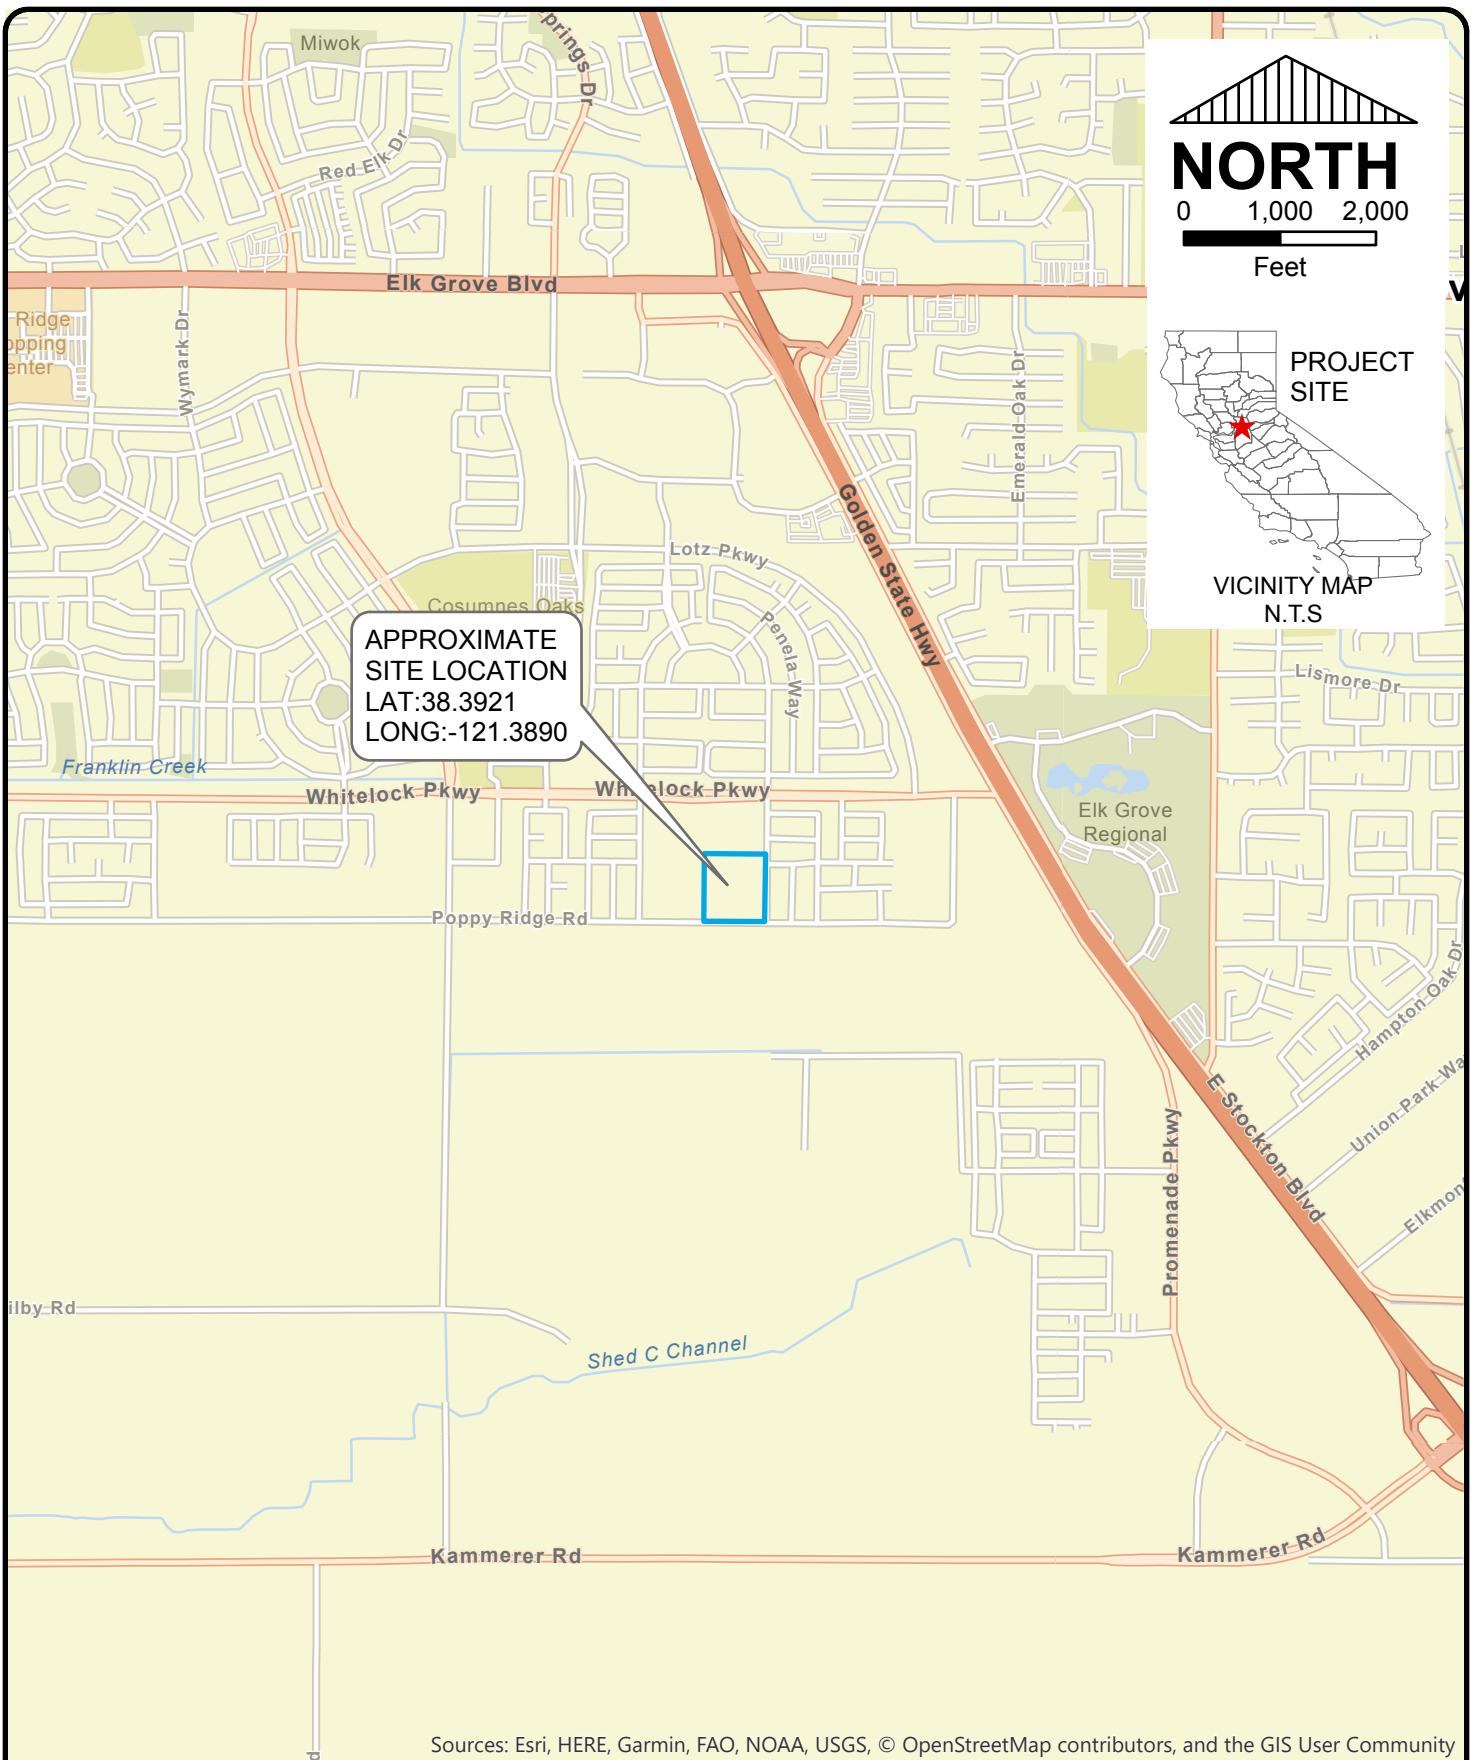 Miwok
prings Dr
Red Elk Dr
NORTH
0 1,000 2,000
Feet
Elk Grove Blvd
Ridge
opping
enter
Wymark Dr
Emerald Oak Dr
PROJECT
SITE
VICINITY MAP
N.T.S
Golden State Hwy
Lotz Pkwy
Cosumnes Oaks
Penela Way
APPROXIMATE
SITE LOCATION
LAT:38.3921
LONG:-121.3890
Lismore Dr
Franklin Creek
Whitelock Pkwy
Elk Grove
Regional
Poppy Ridge Rd
Hampton Oak Dr
Union Park Wa
E Stockton Blvd
Elkmon
Promenade Pkwy
ilby Rd
Shed C Channel
Kammerer Rd
Kammerer Rd
Sources: Esri, HERE, Garmin, FAO, NOAA, USGS, © OpenStreetMap contributors, and the GIS User Community